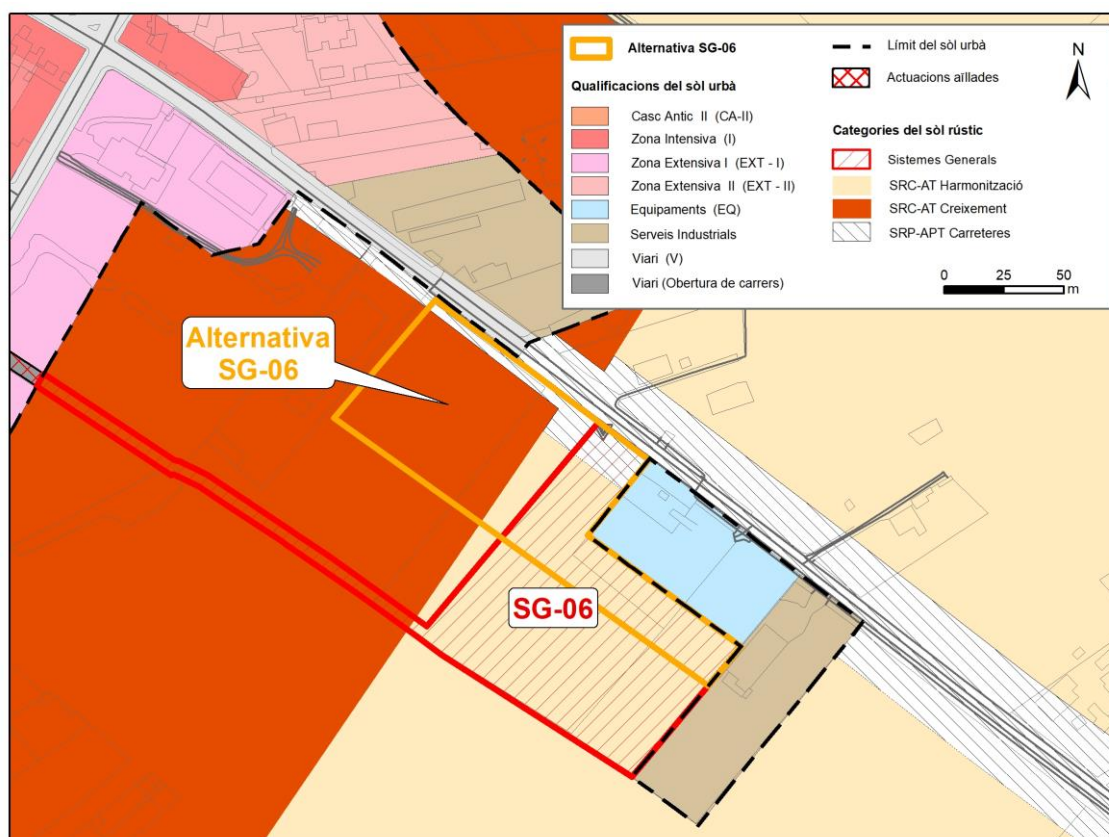 Alternativa SG-06
Qualificacions del sòl urbà
Casc Antic II (CA-II)
Zona Intensiva (I)
Zona Extensiva I (EXT - I)
Zona Extensiva II (EXT - II)
Equipaments (EQ)
Serveis Industrials
Viari (V)
Viari (Obertura de carrers)
Límit del sòl urbà
Actuacions aïllades
Categories del sòl rústic
Sistemes Generals
SRC-AT Harmonització
SRC-AT Creixement
SRP-APT Carreteres
N
0 25 50
m
Alternativa
SG-06
SG-06